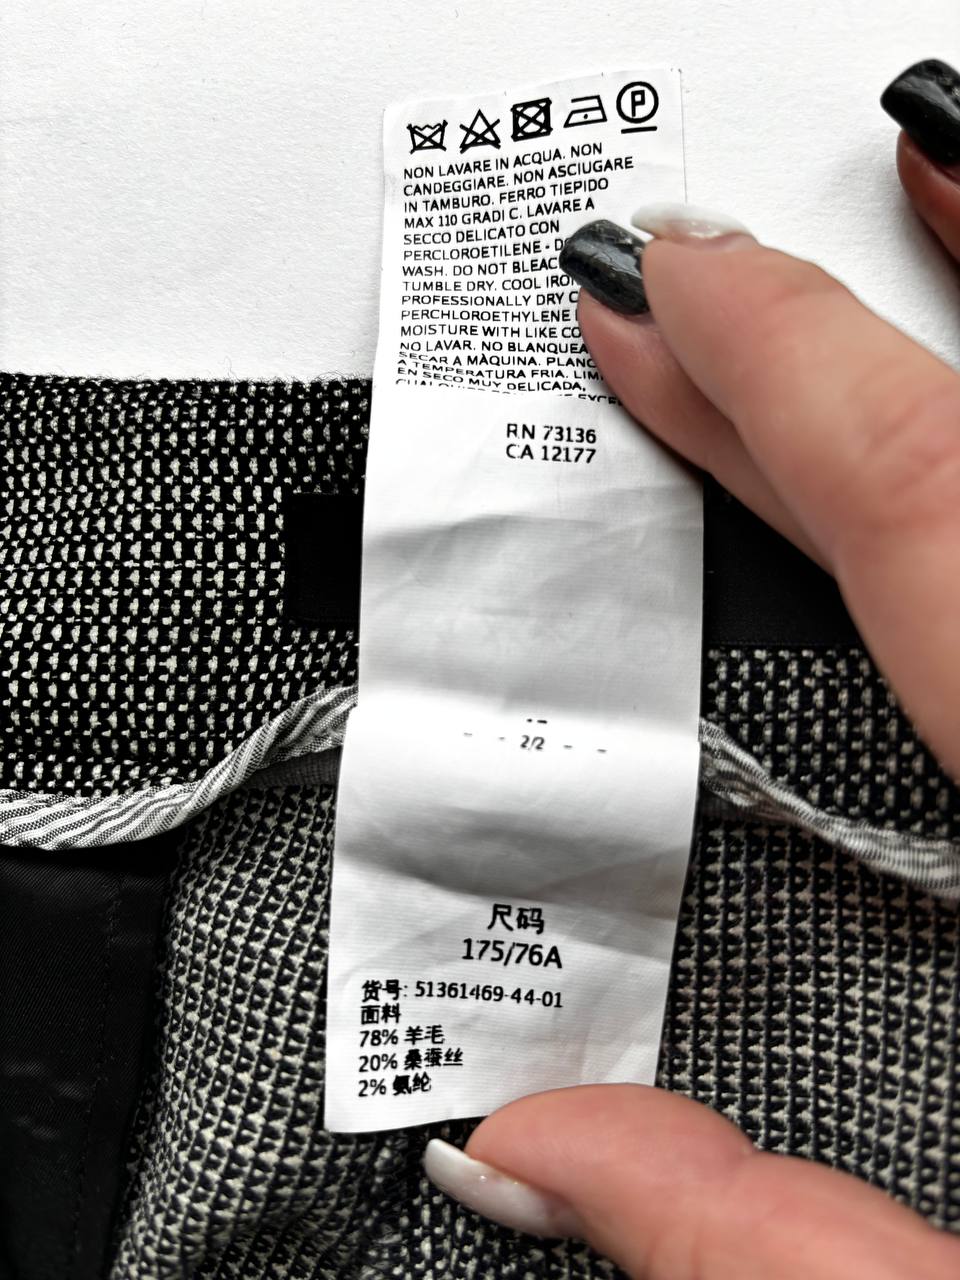 P
NON LAVARE IN ACQUA. NON
CANDEGGIARE. NON ASCIUGARE
IN TAMBURO. FERRO TIEPIDO
MAX 110 GRADI C. LAVARE A
SECCO DELICATO CON
PERCLOROETILENE - DO
WASH. DO NOT BLEAC
TUMBLE DRY. COOL IRON
PROFESSIONALLY DRY C
PERCHLOROETHYLENE
MOISTURE WITH LIKE CO
NO LAVAR. NO BLANQUEA
SECAR A MÀQUINA. PLANC
A TEMPERATURA FRIA. LIM
EN SECO MUY DELICADA,
RN 73136
CA 12177
2/2
尺码
175/76A
货号: 51361469-44-01
面料
78% 羊毛
20% 桑蚕丝
2% 氨纶